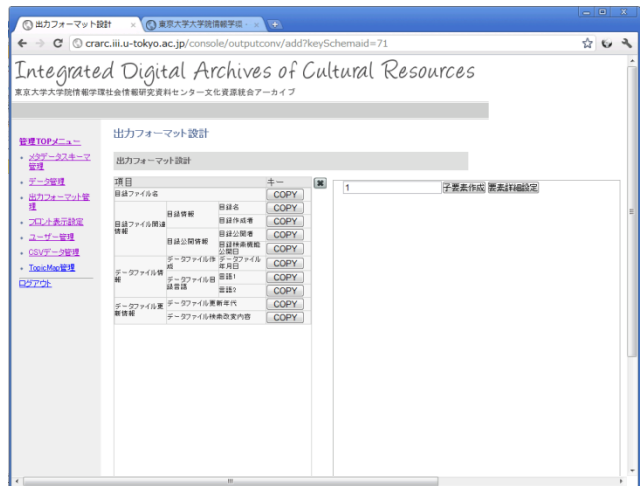 出力フォーマット設計
東京大学大学院情報学環・
crarc.iii.u-tokyo.ac.jp/console/outputconv/add?keySchemaid=71
Integrated Digital Archives of Cultural Resources
東京大学大学院情報学環社会情報研究資料センター文化資源統合アーカイブ
管理TOPメニュー
メタデータスキーマ
管理
データ管理
出力フォーマット管
理
フロント表示設定
ユーザー管理
CSVデータ管理
TopicMap管理
ログアウト
出力フォーマット設計
出力フォーマット設計
項目 キー
目録ファイル名 COPY
目録ファイル関連
情報
目録情報
目録名 COPY
目録作成者 COPY
目録公開情報
目録公開者 COPY
目録検索機能
公開日 COPY
データファイル情
報
データファイル作
成
データファイル
年月日 COPY
データファイル目
録言語
言語1 COPY
言語2 COPY
データファイル更
新情報
データファイル更新年代 COPY
データファイル検索改変内容 COPY
1 子要素作成 要素詳細設定